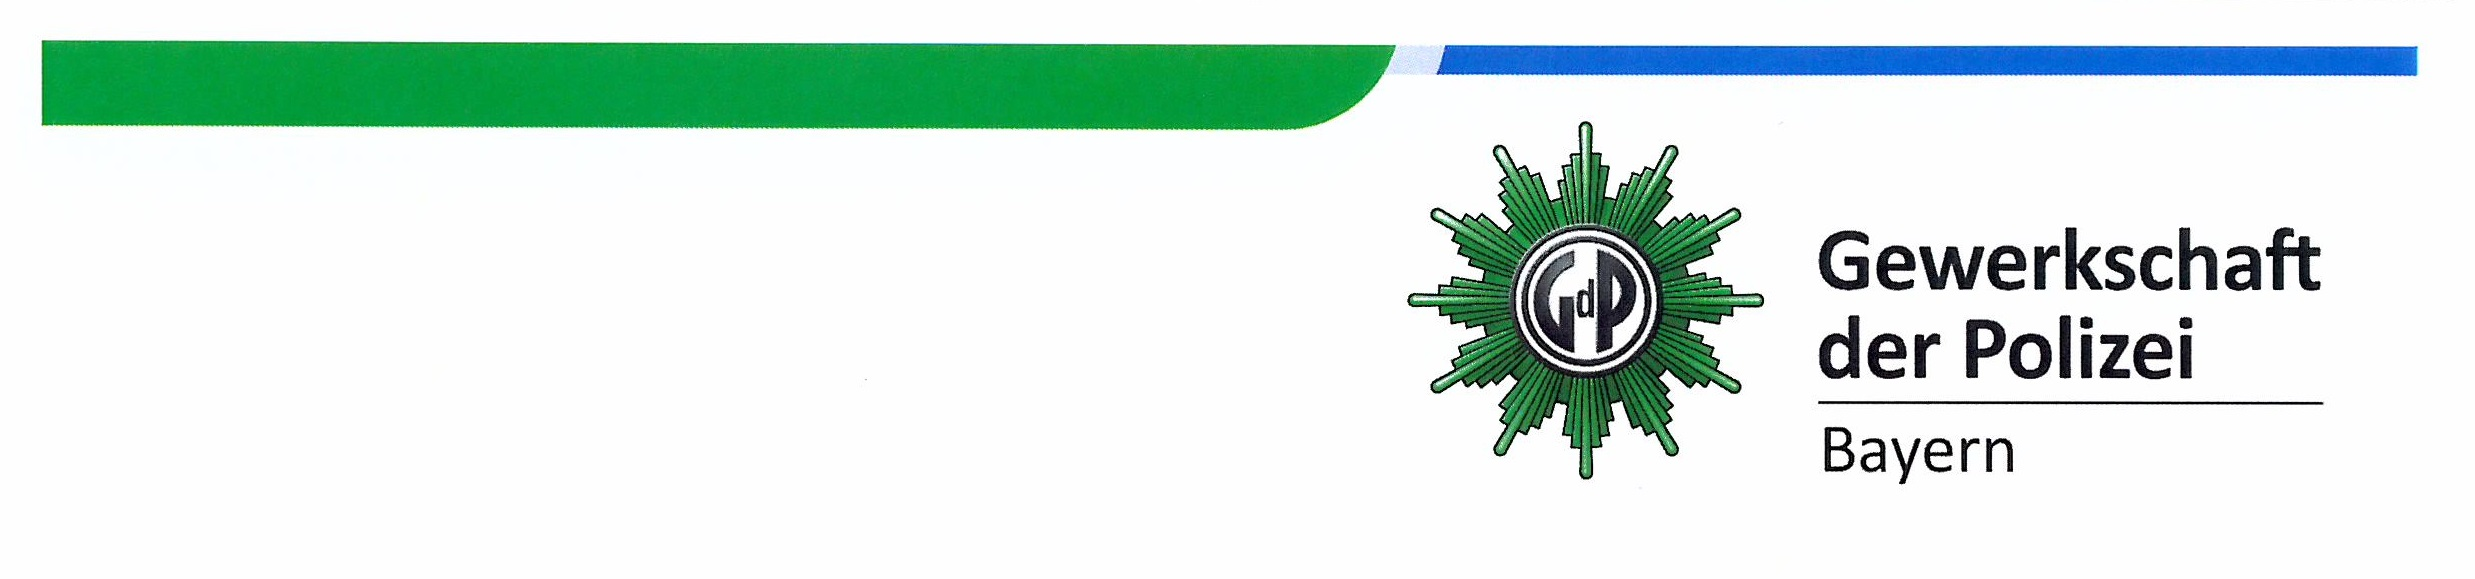 GdP
Gewerkschaft
der Polizei
Bayern